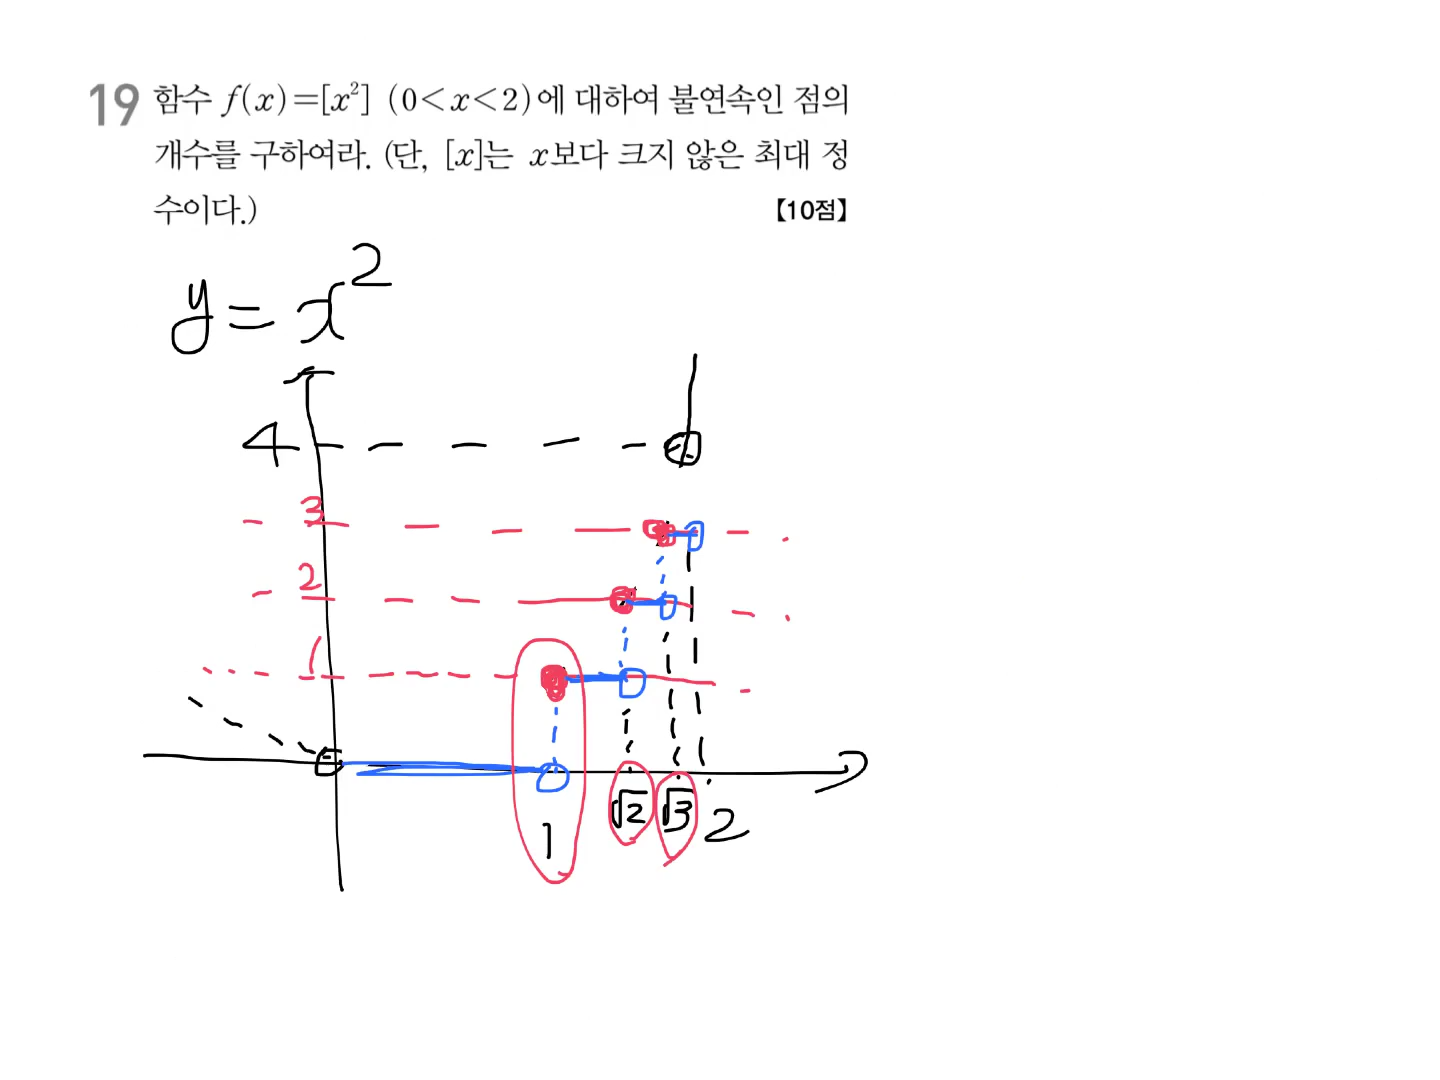 19 함수 f(x)=[x²] (0<x<2)에 대하여 불연속인 점의
개수를 구하여라. (단, [x]는 x보다 크지 않은 최대 정
수이다.)
【10점】
y = x²
4
3
2
1
1 √2 √3 2